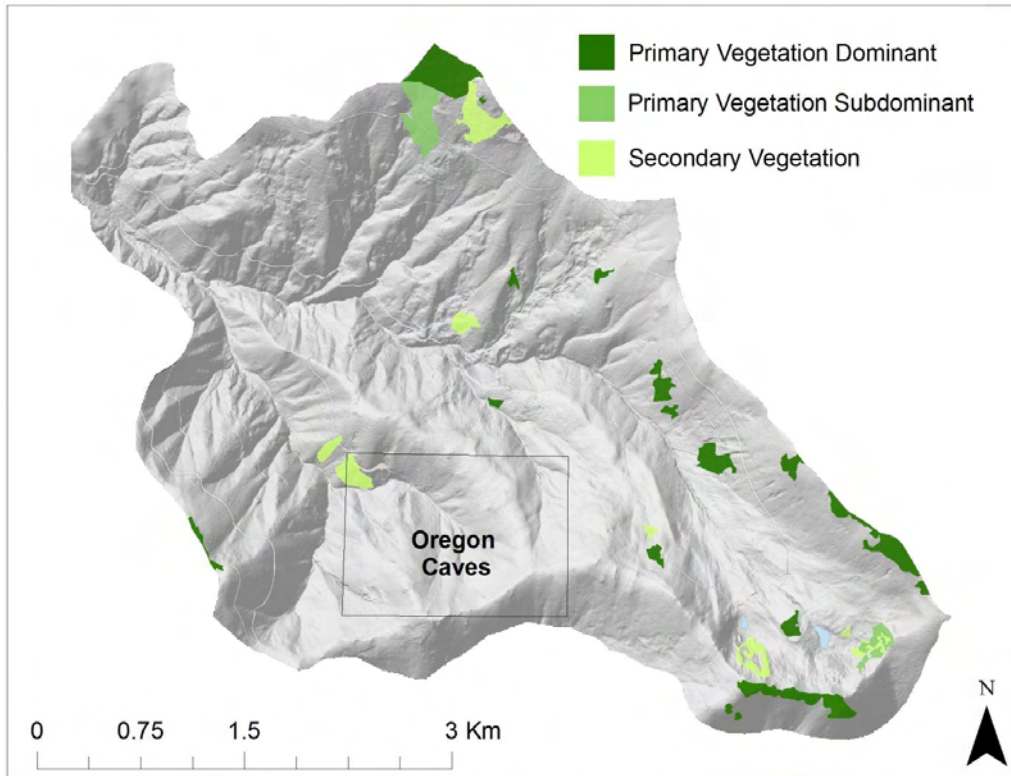 Primary Vegetation Dominant
Primary Vegetation Subdominant
Secondary Vegetation
Oregon
Caves
N
0 0.75 1.5 3 Km